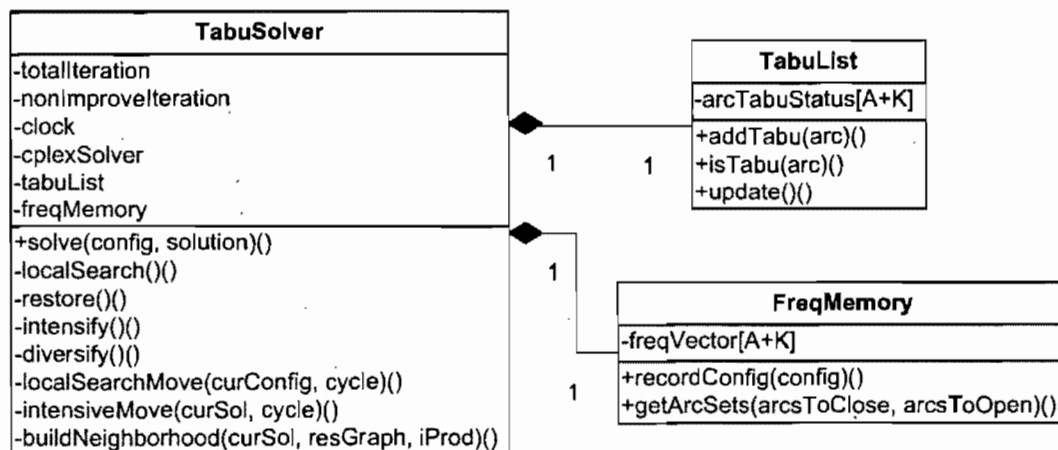 TabuSolver
-totalIteration
-nonImproveIteration
-clock
-cplexSolver
-tabuList
-freqMemory
+solve(config, solution)()
-localSearch()()
-restore()()
-intensify()()
-diversify()()
-localSearchMove(curConfig, cycle)()
-intensiveMove(curSol, cycle)()
-buildNeighborhood(curSol, resGraph, iProd)()
1
1
TabuList
-arcTabuStatus[A+K]
+addTabu(arc)()
+isTabu(arc)()
+update()()
1
1
FreqMemory
-freqVector[A+K]
+recordConfig(config)()
+getArcSets(arcsToClose, arcsToOpen)()